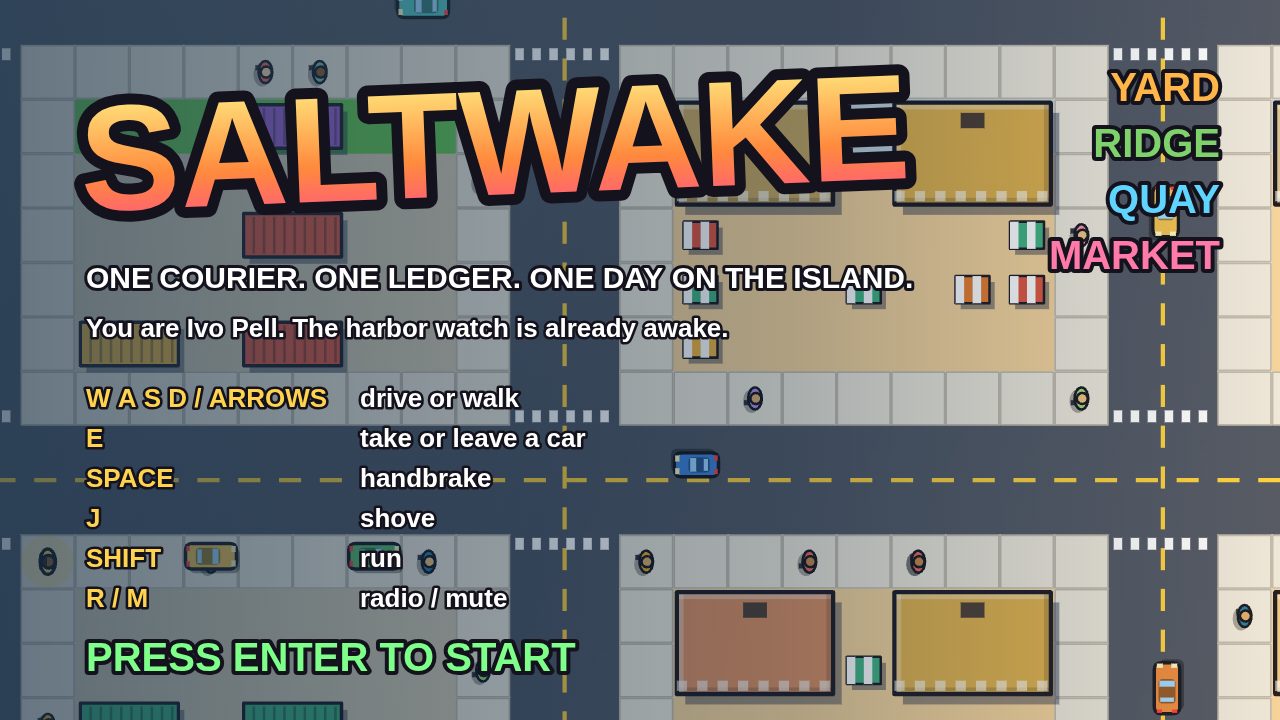 SALTWAKE
YARD
RIDGE
QUAY
MARKET
ONE COURIER. ONE LEDGER. ONE DAY ON THE ISLAND.
You are Ivo Pell. The harbor watch is already awake.
W A S D / ARROWS drive or walk
E take or leave a car
SPACE handbrake
J shove
SHIFT run
R / M radio / mute
PRESS ENTER TO START